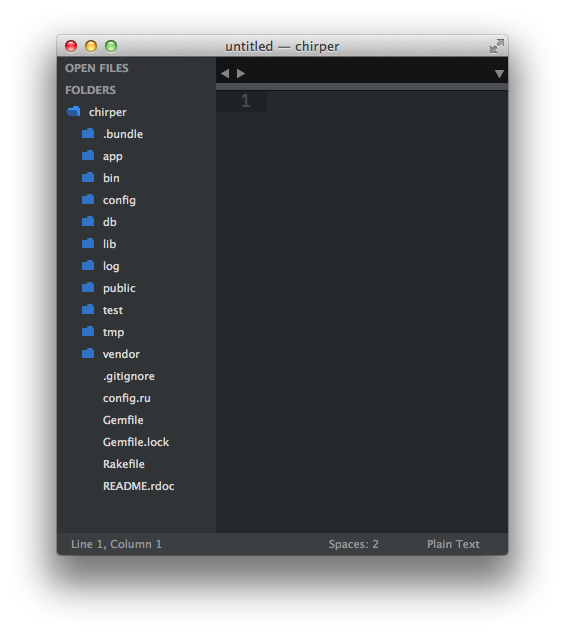 untitled — chirper
OPEN FILES
FOLDERS
chirper
.bundle
app
bin
config
db
lib
log
public
test
tmp
vendor
.gitignore
config.ru
Gemfile
Gemfile.lock
Rakefile
README.rdoc
1
Line 1, Column 1
Spaces: 2
Plain Text